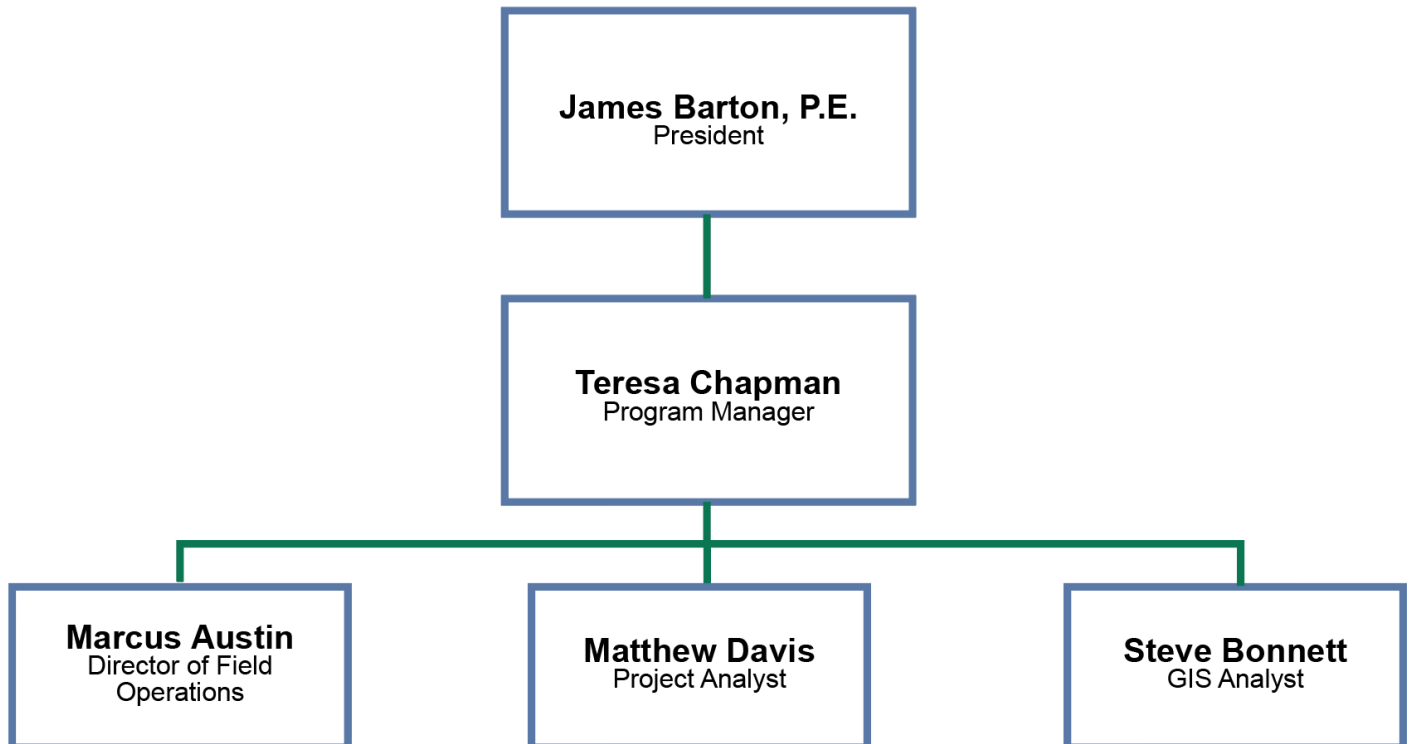 James Barton, P.E.
President
Teresa Chapman
Program Manager
Marcus Austin
Director of Field
Operations
Matthew Davis
Project Analyst
Steve Bonnett
GIS Analyst